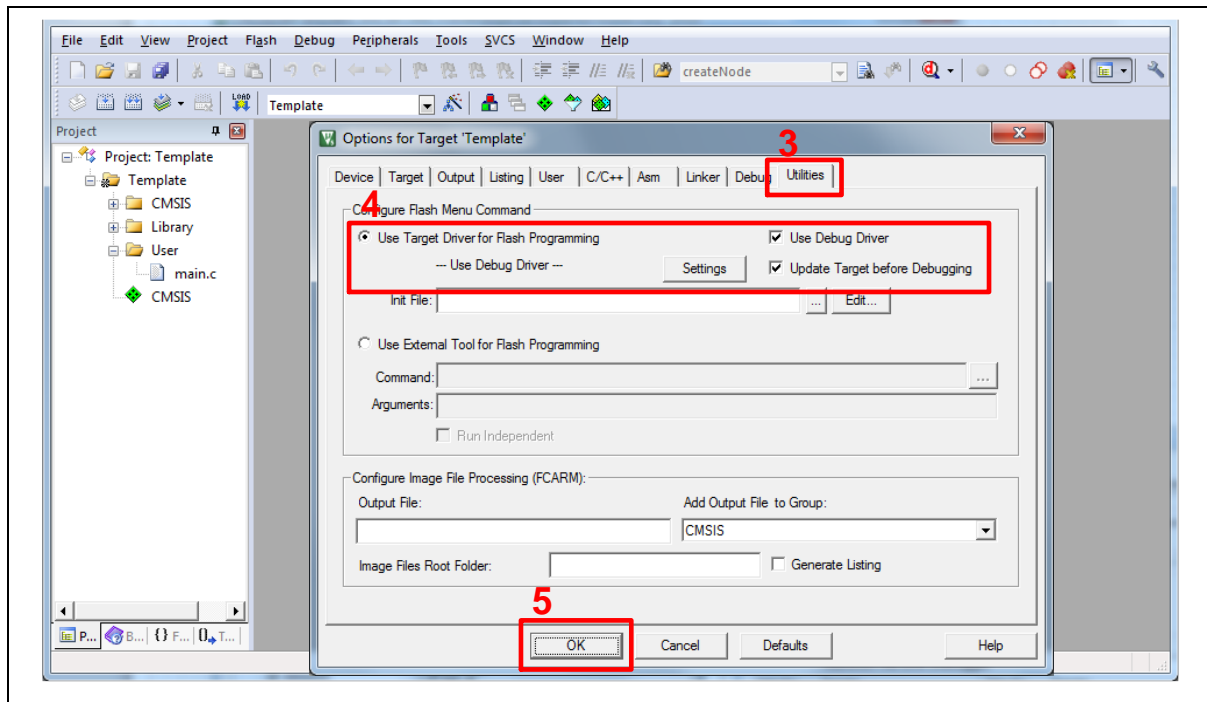 File Edit View Project Flash Debug Peripherals Tools SVCS Window Help
createNode
LOAD Template
Project
Project: Template
Template
CMSIS
Library
User
main.c
CMSIS
P... B... {} F... 0 T...
Options for Target 'Template'
3
Device Target Output Listing User C/C++ Asm Linker Debug Utilities
4
Configure Flash Menu Command
Use Target Driver for Flash Programming Use Debug Driver
--- Use Debug Driver --- Settings Update Target before Debugging
Init File: ... Edit...
Use External Tool for Flash Programming
Command: ...
Arguments:
Run Independent
Configure Image File Processing (FCARM):
Output File: Add Output File to Group:
CMSIS
Image Files Root Folder: Generate Listing
5
OK Cancel Defaults Help